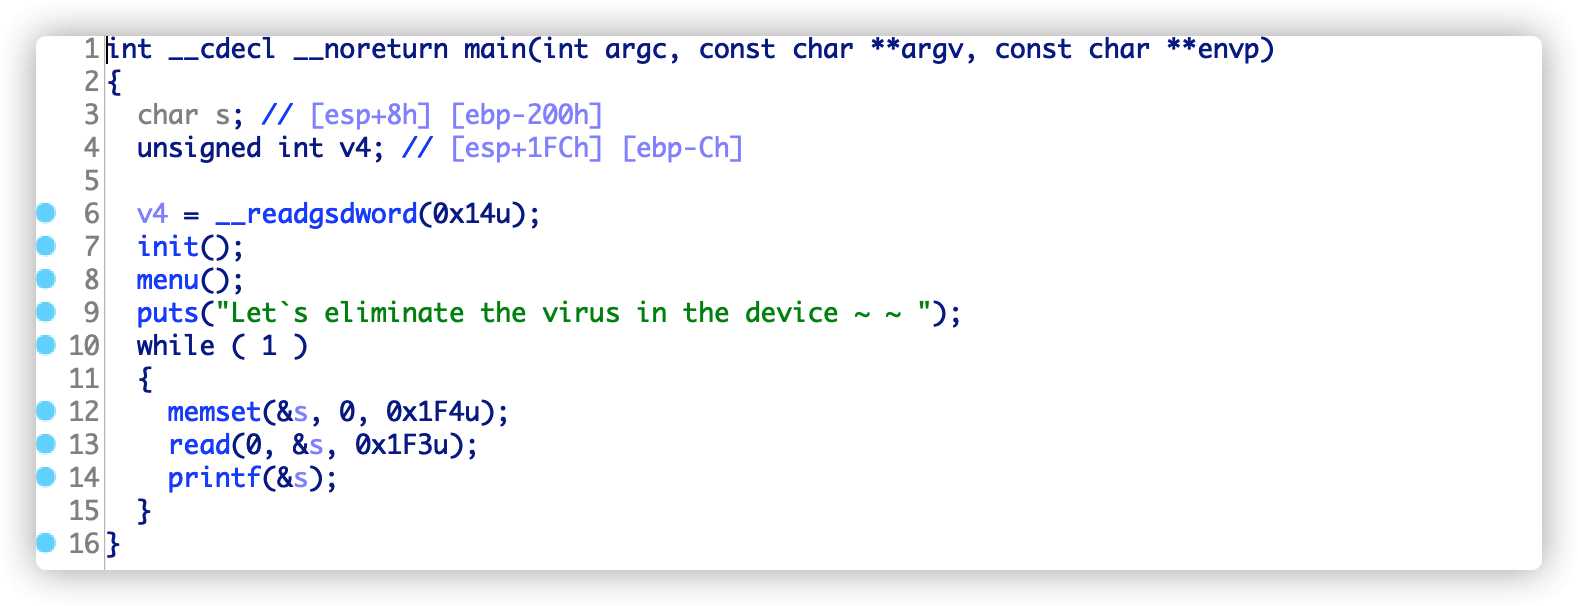 1 int __cdecl __noreturn main(int argc, const char **argv, const char **envp)
2 {
3   char s; // [esp+8h] [ebp-200h]
4   unsigned int v4; // [esp+1FCh] [ebp-Ch]
5
6   v4 = __readgsdword(0x14u);
7   init();
8   menu();
9   puts("Let`s eliminate the virus in the device ~ ~ ");
10   while ( 1 )
11   {
12     memset(&s, 0, 0x1F4u);
13     read(0, &s, 0x1F3u);
14     printf(&s);
15   }
16 }